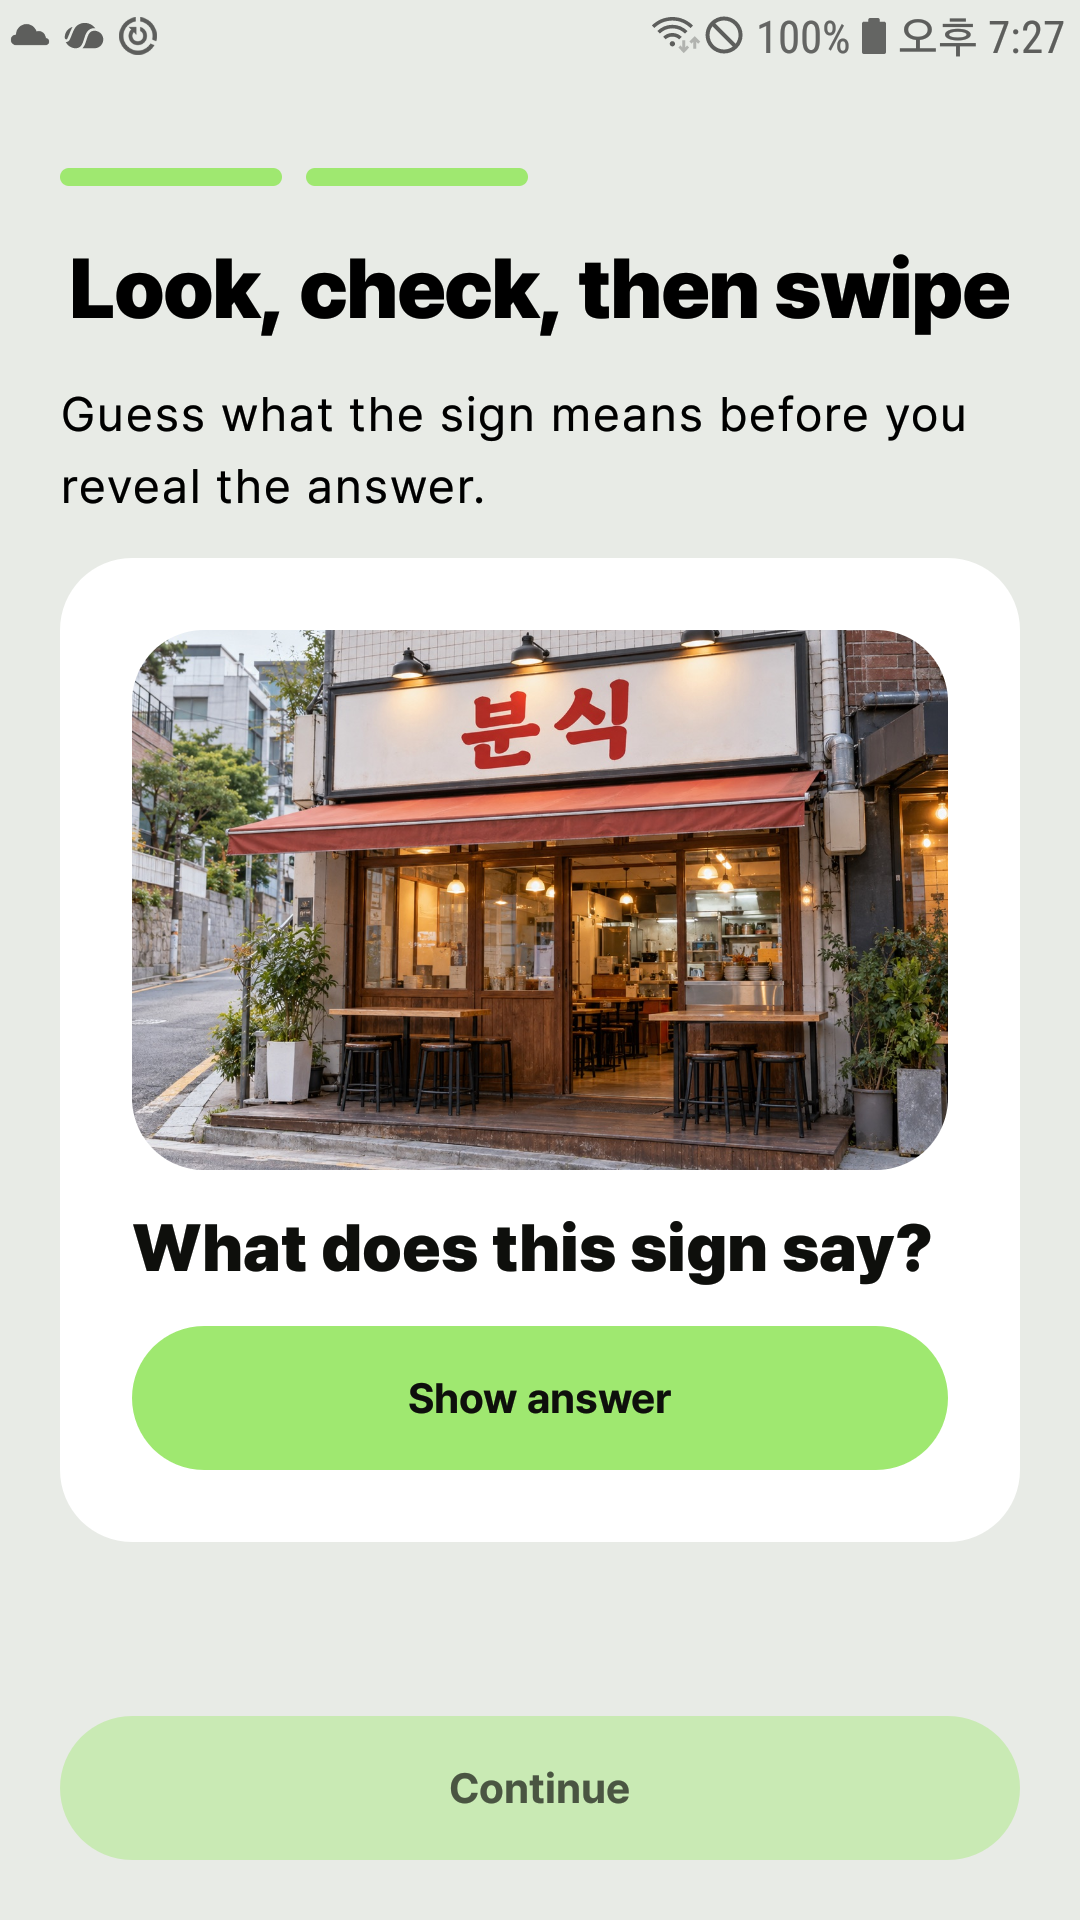 100% 오후 7:27
Look, check, then swipe
Guess what the sign means before you
reveal the answer.
분식
What does this sign say?
Show answer
Continue